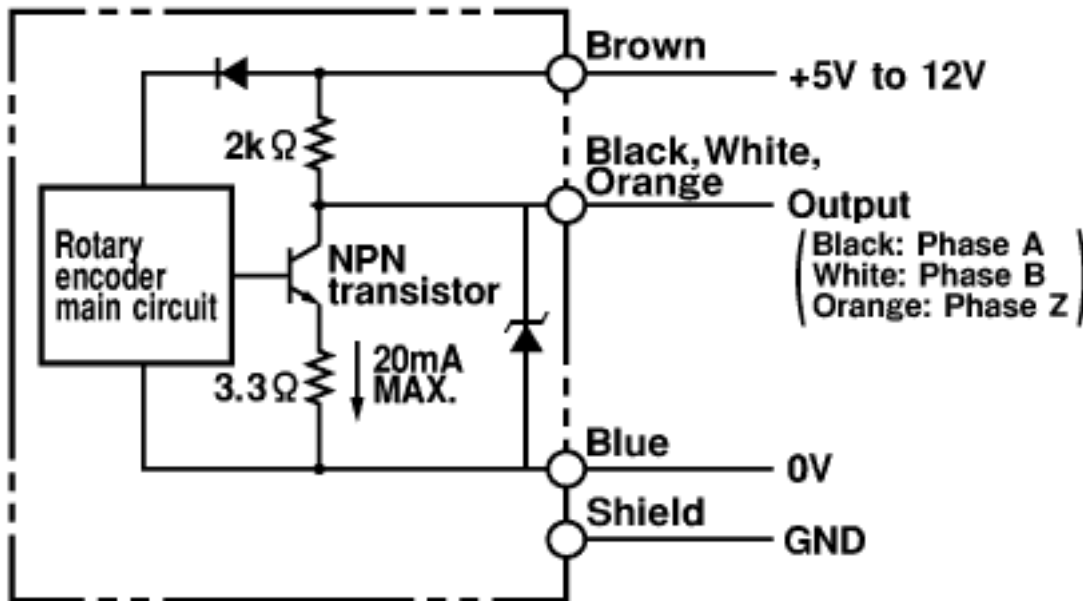 Brown
+5V to 12V
2kΩ
Black, White,
Orange
Output
(Black: Phase A
White: Phase B
Orange: Phase Z)
Rotary
encoder
main circuit
NPN
transistor
3.3Ω
20mA
MAX.
Blue
0V
Shield
GND